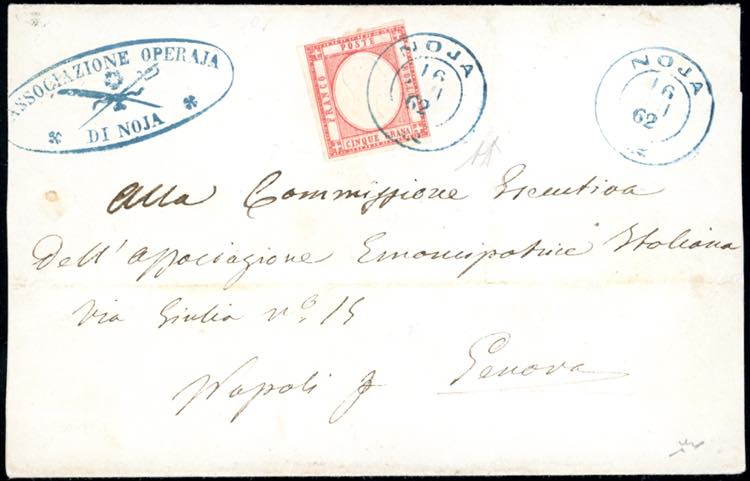 ASSOCIAZIONE OPERAJA
DI NOJA
POSTE
FRANCO
CINQUE GRANA
NOJA
16
62
NOJA
16
1
62
Alla Commissione Esecutiva
Dell'Associazione Emancipatrice Italiana
Via Giulia n.o 15
Napoli p Genova